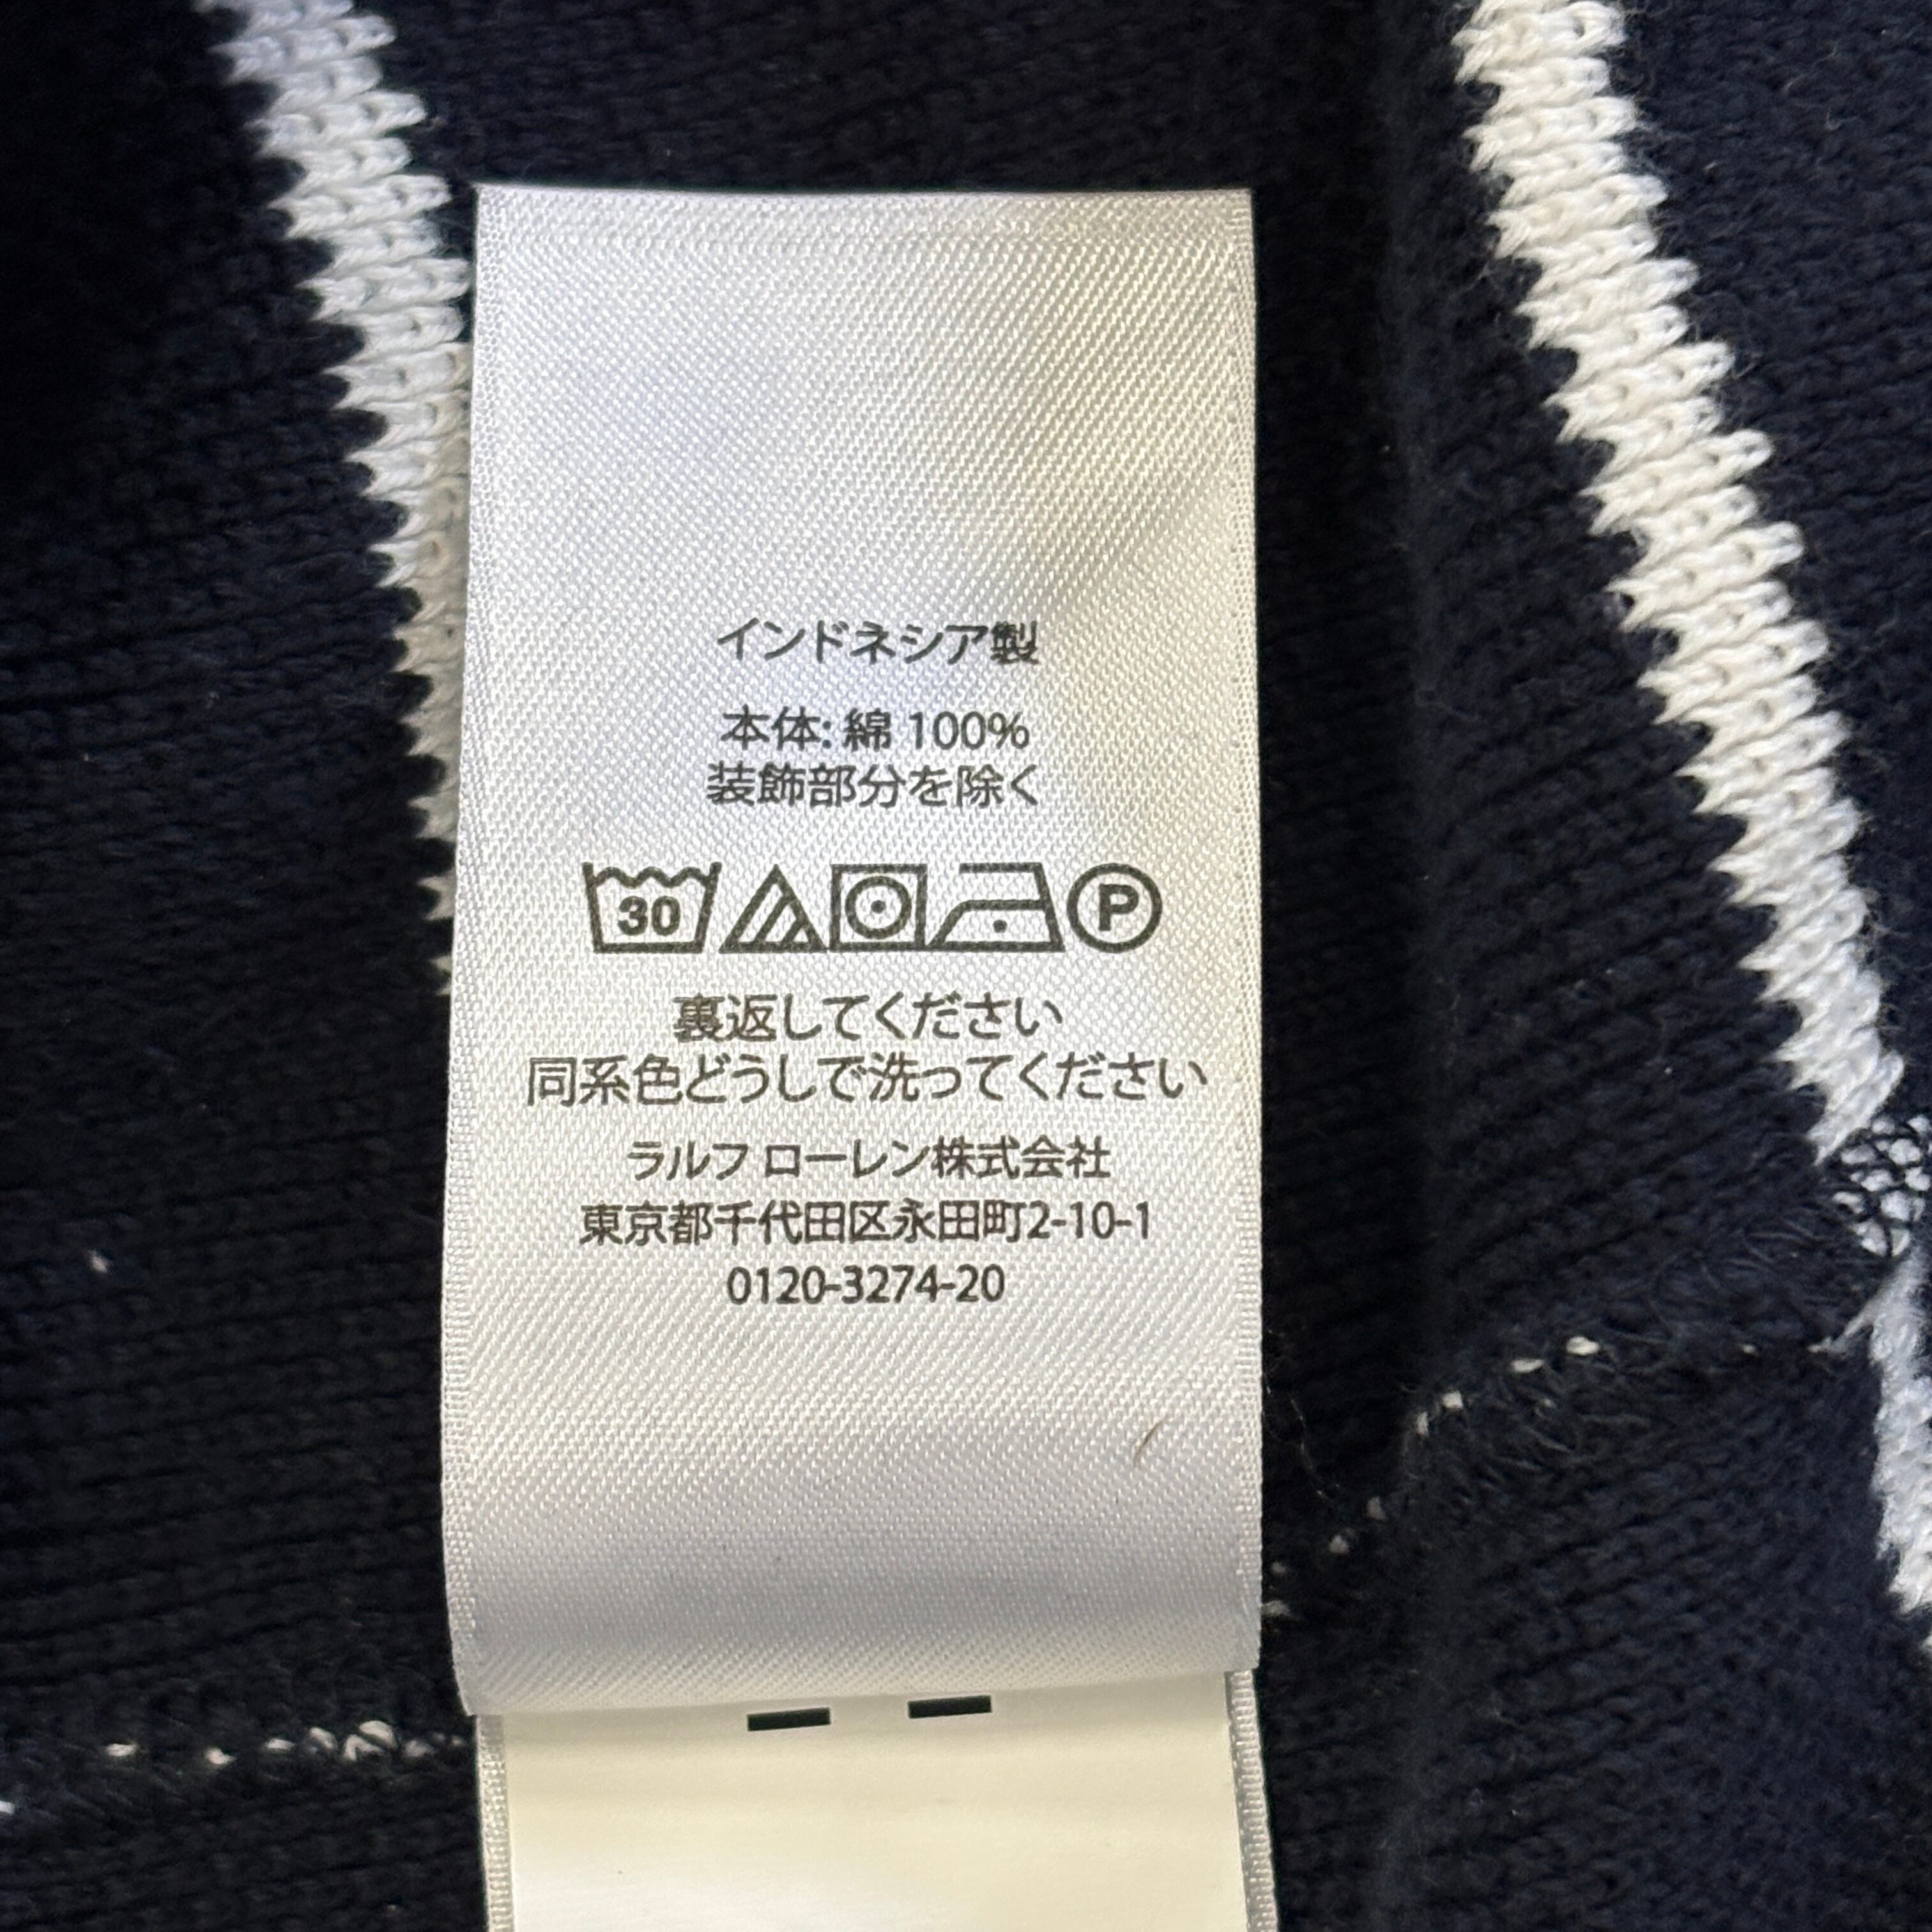 インドネシア製
本体: 綿 100%
装飾部分を除く
30 P
裏返してください
同系色どうしで洗ってください
ラルフ ローレン株式会社
東京都千代田区永田町2-10-1
0120-3274-20